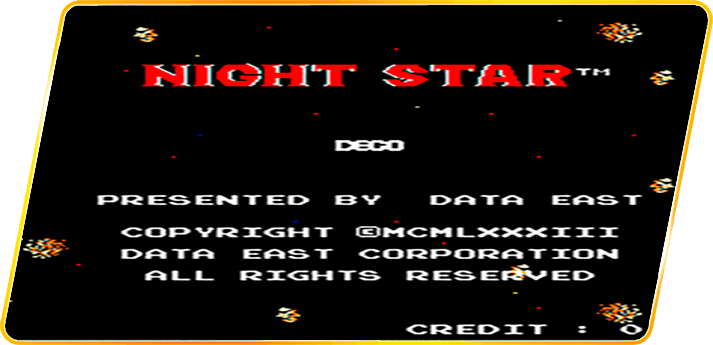 NIGHT STAR™
DECO
PRESENTED BY DATA EAST
COPYRIGHT ©MCMLXXXIII
DATA EAST CORPORATION
ALL RIGHTS RESERVED
CREDIT : 0